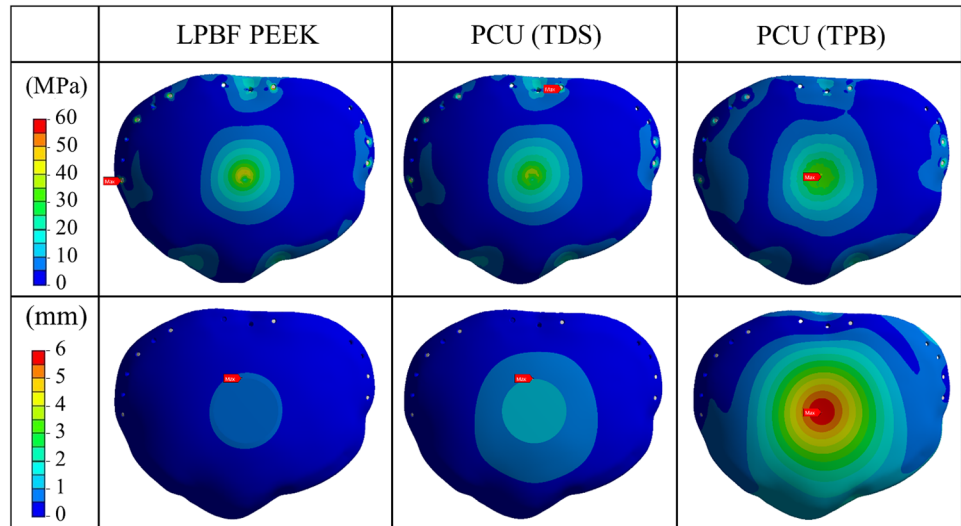 LPBF PEEK
PCU (TDS)
PCU (TPB)
(MPa)
60
50
40
30
20
10
0
Max
Max
Max
(mm)
6
5
4
3
2
1
0
Max
Max
Max